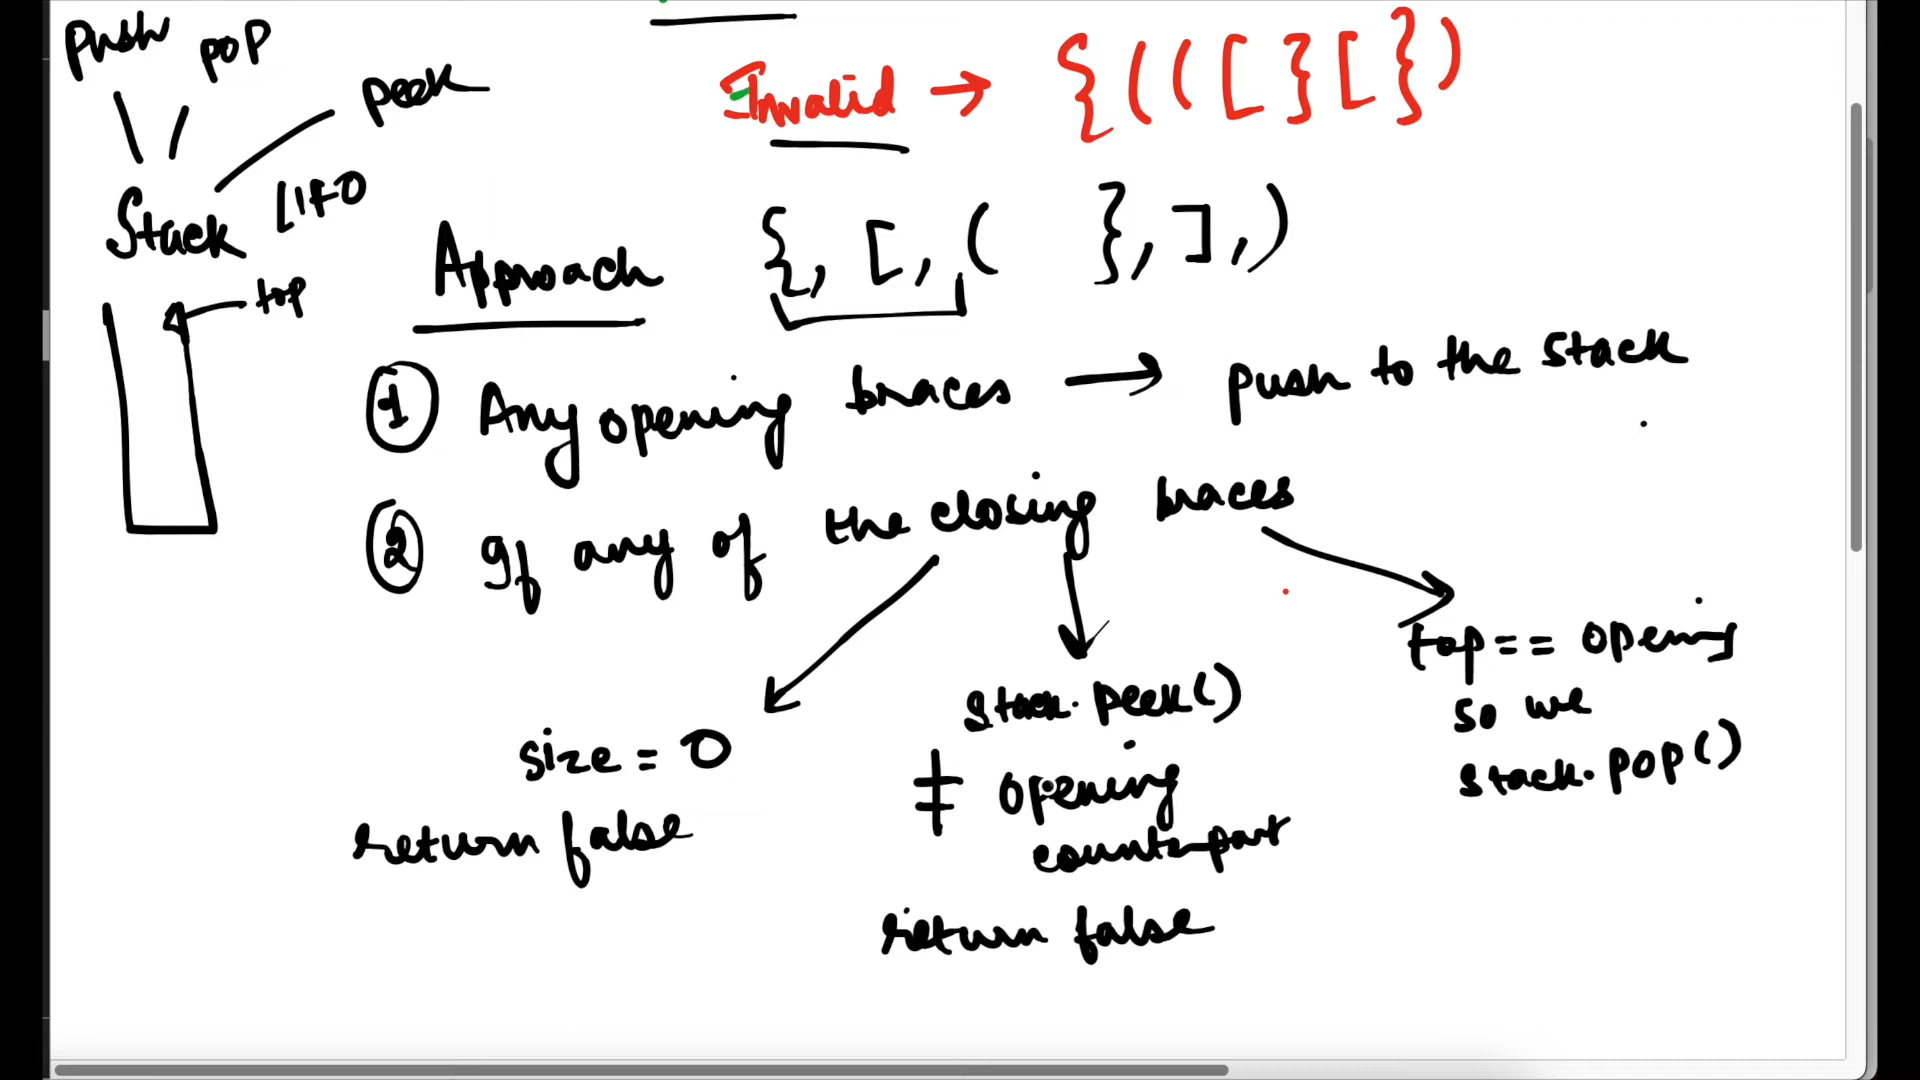 Push pop peek
Invalid → {(([}[})
Stack LIFO
top
Approach {, [, ( }, ], )
① Any opening braces → push to the stack
② If any of the closing braces
size = 0
return false
stack.peek()
≠ opening
counterpart
return false
top == opening
so we
stack.pop()